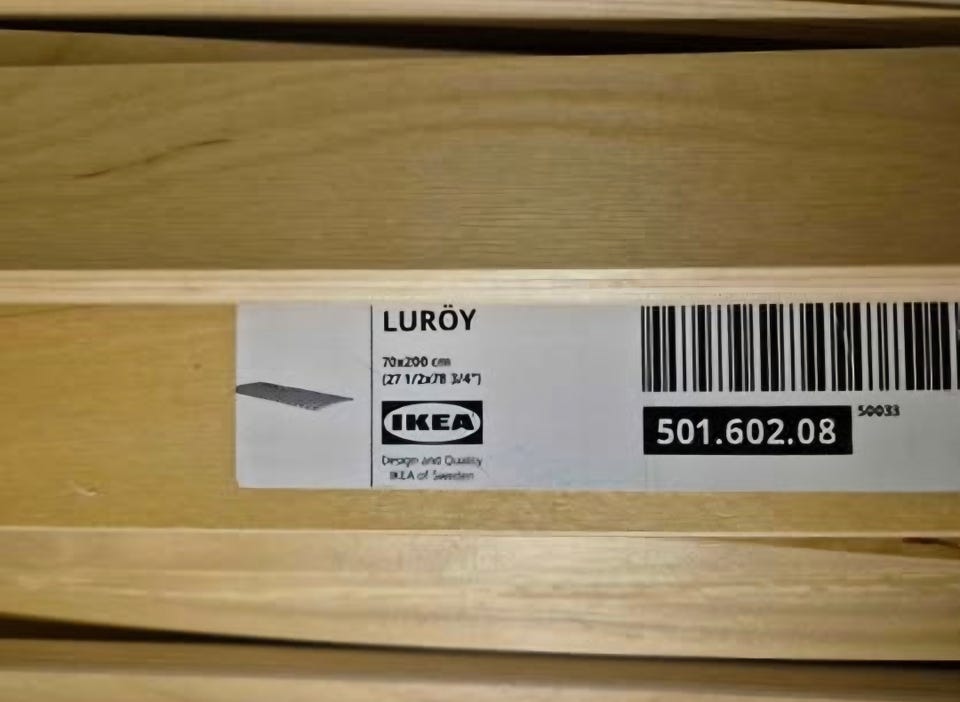 LURÖY
70x200 cm
(27 1/2x78 3/4")
IKEA
Design and Quality
IKEA of Sweden
50033
501.602.08